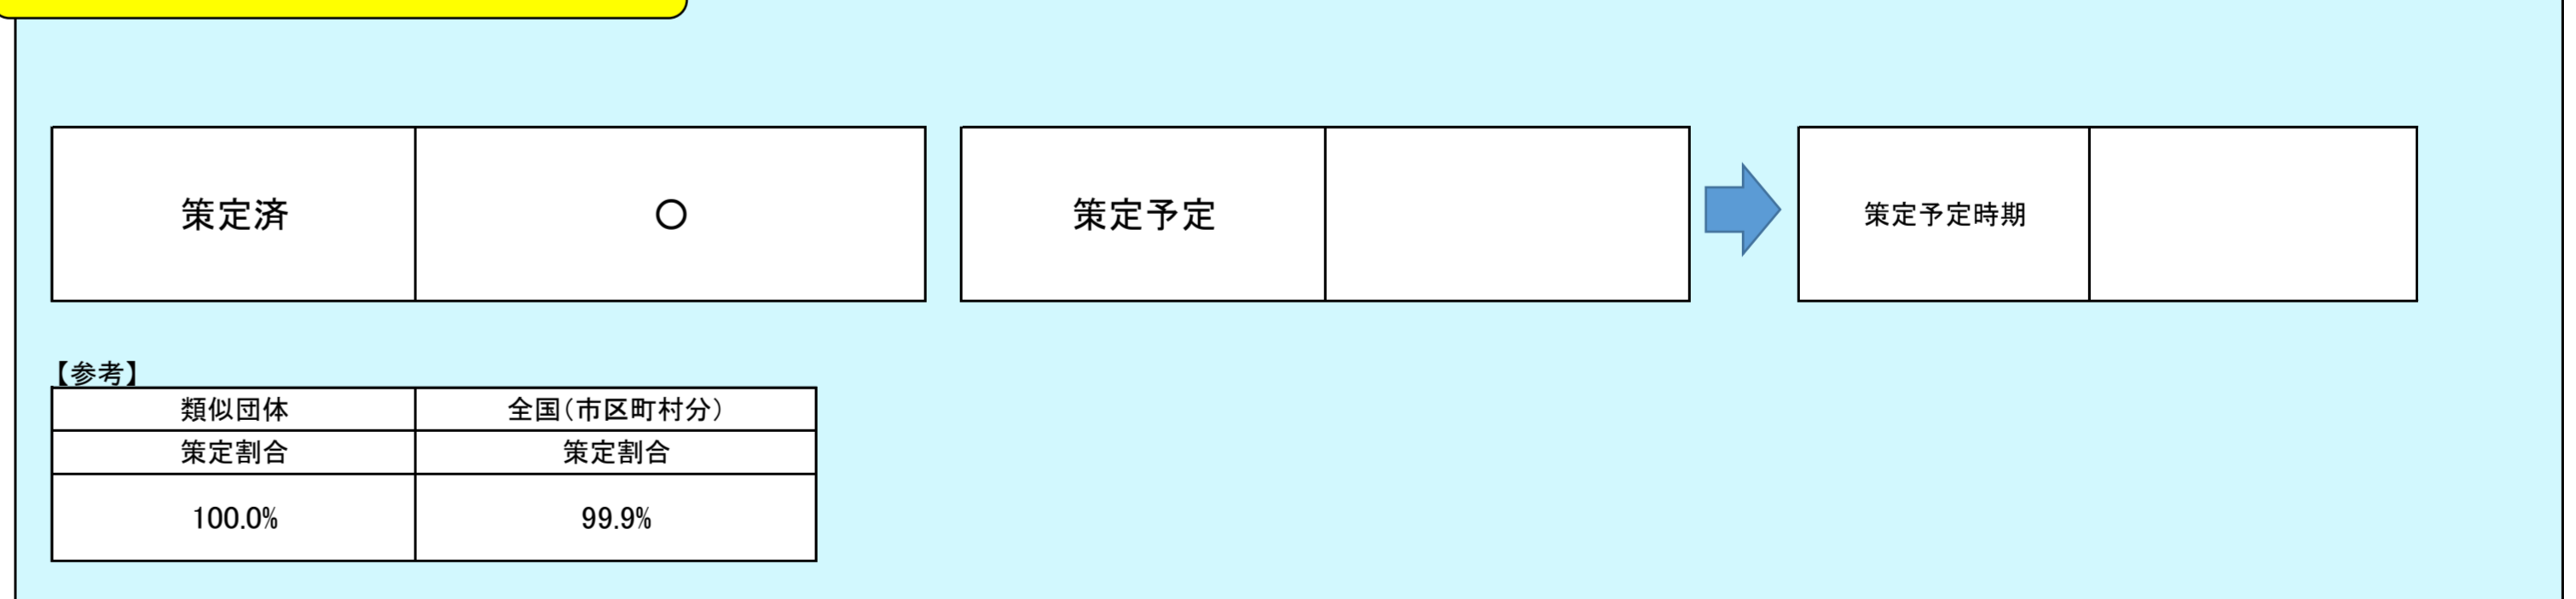 策定済 ○ 策定予定 策定予定時期
【参考】
類似団体 全国（市区町村分）
策定割合 策定割合
100.0% 99.9%